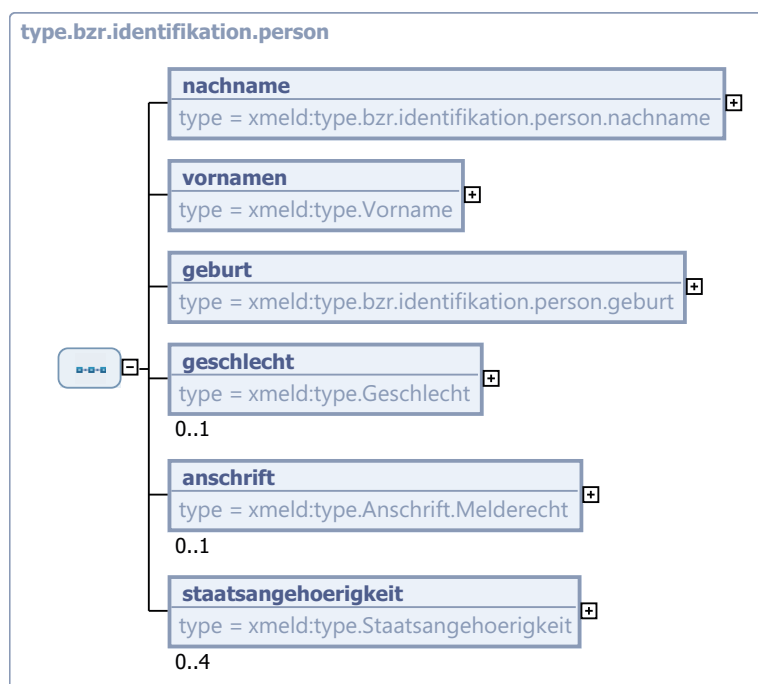 type.bzr.identifikation.person
nachname
type = xmeld:type.bzr.identifikation.person.nachname
vornamen
type = xmeld:type.Vorname
geburt
type = xmeld:type.bzr.identifikation.person.geburt
geschlecht
type = xmeld:type.Geschlecht
0..1
anschrift
type = xmeld:type.Anschrift.Melderecht
0..1
staatsangehoerigkeit
type = xmeld:type.Staatsangehoerigkeit
0..4